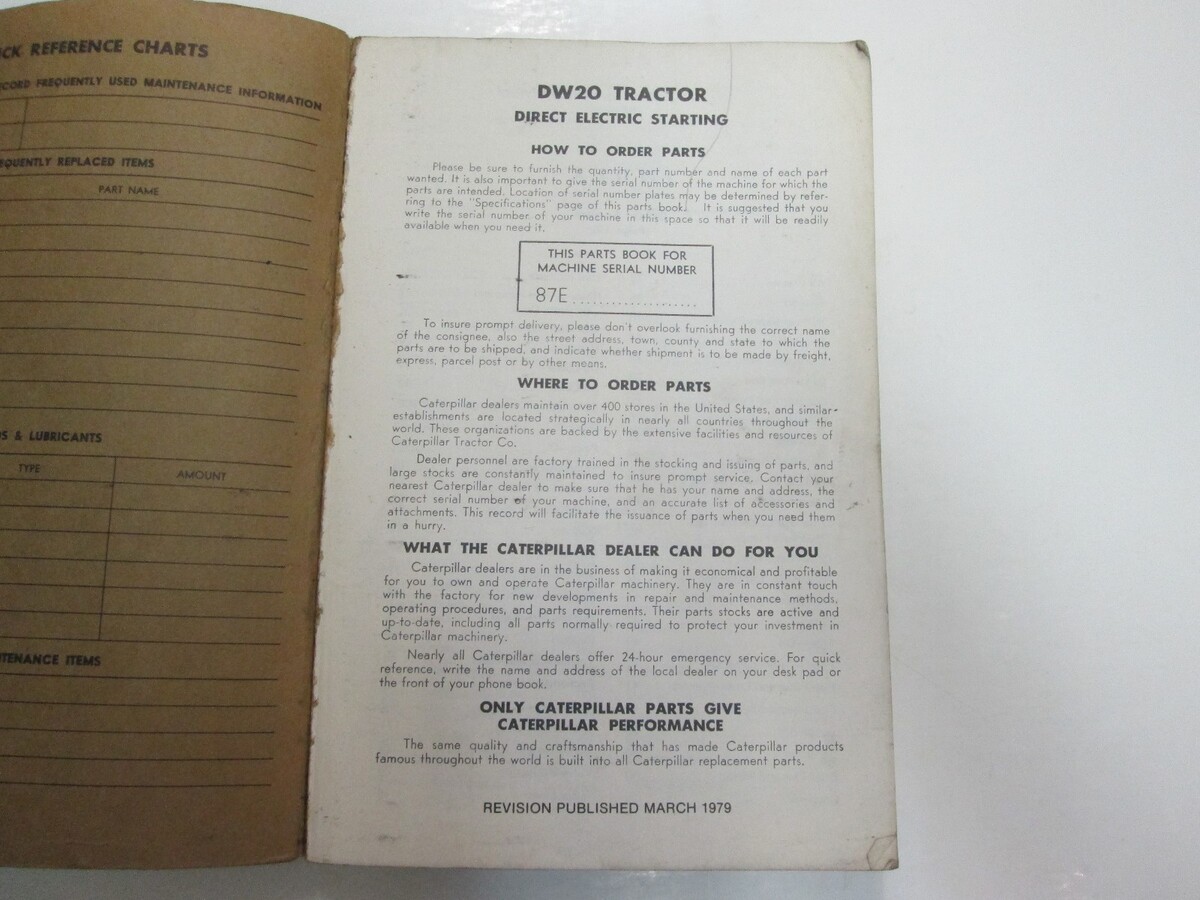 REFERENCE CHARTS
FREQUENTLY USED MAINTENANCE INFORMATION
REPLACED ITEMS
PART NAME
& LUBRICANTS
TYPE
AMOUNT
ITEMS
DW20 TRACTOR
DIRECT ELECTRIC STARTING
HOW TO ORDER PARTS
Please be sure to furnish the quantity, part number and name of each part
wanted. It is also important to give the serial number of the machine for which the
parts are intended. Location of serial number plates may be determined by refer-
ring to the "Specifications" page of this parts book. It is suggested that you
write the serial number of your machine in this space so that it will be readily
available when you need it.
THIS PARTS BOOK FOR
MACHINE SERIAL NUMBER
87E....................
To insure prompt delivery, please don't overlook furnishing the correct name
of the consignee, also the street address, town, county and state to which the
parts are to be shipped, and indicate whether shipment is to be made by freight,
express, parcel post or by other means.
WHERE TO ORDER PARTS
Caterpillar dealers maintain over 400 stores in the United States, and similar
establishments are located strategically in nearly all countries throughout the
world. These organizations are backed by the extensive facilities and resources of
Caterpillar Tractor Co.
Dealer personnel are factory trained in the stocking and issuing of parts, and
large stocks are constantly maintained to insure prompt service. Contact your
nearest Caterpillar dealer to make sure that he has your name and address, the
correct serial number of your machine, and an accurate list of accessories and
attachments. This record will facilitate the issuance of parts when you need them
in a hurry.
WHAT THE CATERPILLAR DEALER CAN DO FOR YOU
Caterpillar dealers are in the business of making it economical and profitable
for you to own and operate Caterpillar machinery. They are in constant touch
with the factory for new developments in repair and maintenance methods,
operating procedures, and parts requirements. Their parts stocks are active and
up-to-date, including all parts normally required to protect your investment in
Caterpillar machinery.
Nearly all Caterpillar dealers offer 24-hour emergency service. For quick
reference, write the name and address of the local dealer on your desk pad or
the front of your phone book.
ONLY CATERPILLAR PARTS GIVE
CATERPILLAR PERFORMANCE
The same quality and craftsmanship that has made Caterpillar products
famous throughout the world is built into all Caterpillar replacement parts.
REVISION PUBLISHED MARCH 1979